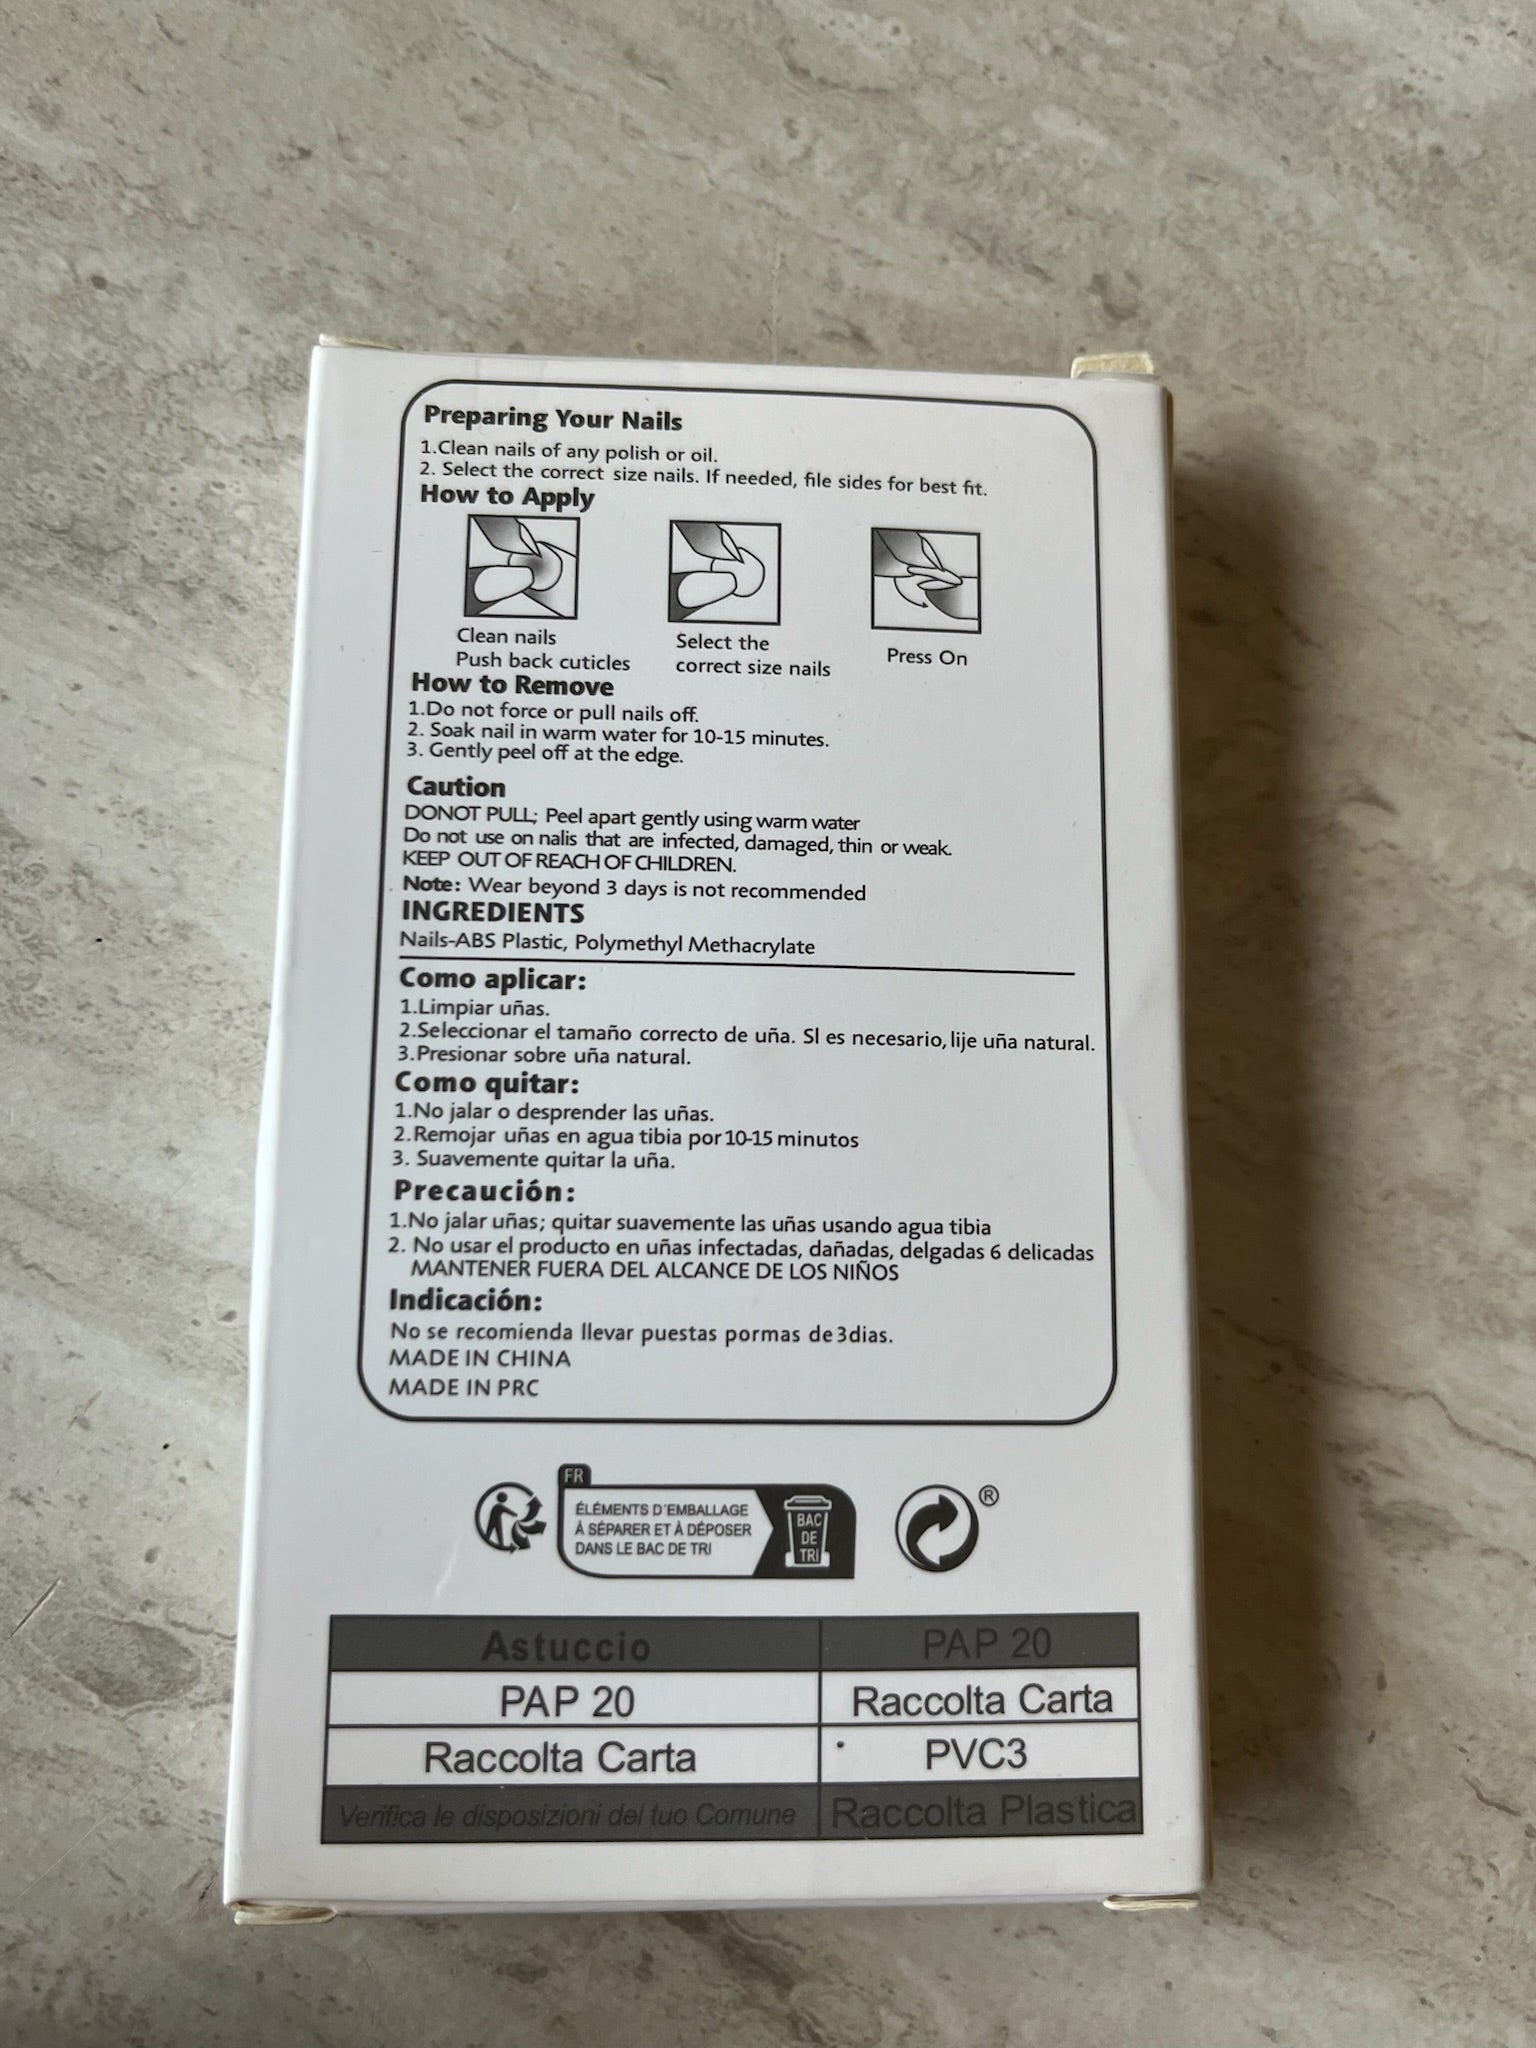 Preparing Your Nails
1.Clean nails of any polish or oil.
2. Select the correct size nails. If needed, file sides for best fit.
How to Apply
Clean nails
Push back cuticles
Select the
correct size nails
Press On
How to Remove
1.Do not force or pull nails off.
2. Soak nail in warm water for 10-15 minutes.
3. Gently peel off at the edge.
Caution
DONOT PULL; Peel apart gently using warm water
Do not use on nalis that are infected, damaged, thin or weak.
KEEP OUT OF REACH OF CHILDREN.
Note: Wear beyond 3 days is not recommended
INGREDIENTS
Nails-ABS Plastic, Polymethyl Methacrylate
Como aplicar:
1.Limpiar uñas.
2.Seleccionar el tamaño correcto de uña. Sl es necesario, lije uña natural.
3.Presionar sobre uña natural.
Como quitar:
1.No jalar o desprender las uñas.
2.Remojar uñas en agua tibia por 10-15 minutos
3. Suavemente quitar la uña.
Precaución:
1.No jalar uñas; quitar suavemente las uñas usando agua tibia
2. No usar el producto en uñas infectadas, dañadas, delgadas 6 delicadas
MANTENER FUERA DEL ALCANCE DE LOS NIÑOS
Indicación:
No se recomienda llevar puestas pormas de 3dias.
MADE IN CHINA
MADE IN PRC
FR
ÉLÉMENTS D'EMBALLAGE
À SÉPARER ET À DÉPOSER
DANS LE BAC DE TRI
BAC
DE
TRI
®
Astuccio PAP 20
PAP 20 Raccolta Carta
Raccolta Carta PVC3
Verifica le disposizioni del tuo Comune Raccolta Plastica